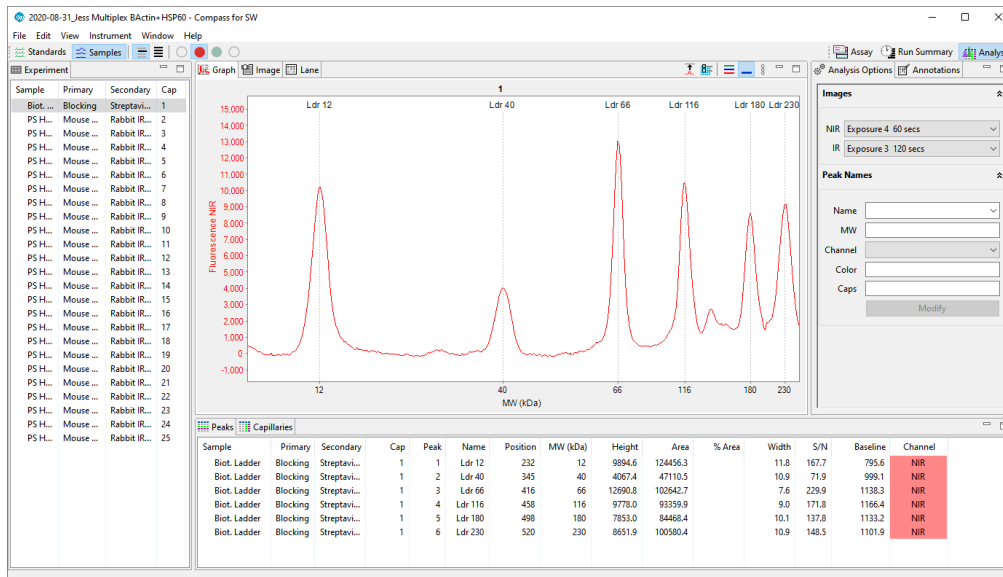 2020-08-31_Jess Multiplex BActin+HSP60 - Compass for SW
File Edit View Instrument Window Help
Standards Samples Assay Run Summary Analysis
Experiment
Sample Primary Secondary Cap
Biot. ... Blocking Streptavi... 1
PS H... Mouse ... Rabbit IR... 2
PS H... Mouse ... Rabbit IR... 3
PS H... Mouse ... Rabbit IR... 4
PS H... Mouse ... Rabbit IR... 5
PS H... Mouse ... Rabbit IR... 6
PS H... Mouse ... Rabbit IR... 7
PS H... Mouse ... Rabbit IR... 8
PS H... Mouse ... Rabbit IR... 9
PS H... Mouse ... Rabbit IR... 10
PS H... Mouse ... Rabbit IR... 11
PS H... Mouse ... Rabbit IR... 12
PS H... Mouse ... Rabbit IR... 13
PS H... Mouse ... Rabbit IR... 14
PS H... Mouse ... Rabbit IR... 15
PS H... Mouse ... Rabbit IR... 16
PS H... Mouse ... Rabbit IR... 17
PS H... Mouse ... Rabbit IR... 18
PS H... Mouse ... Rabbit IR... 19
PS H... Mouse ... Rabbit IR... 20
PS H... Mouse ... Rabbit IR... 21
PS H... Mouse ... Rabbit IR... 22
PS H... Mouse ... Rabbit IR... 23
PS H... Mouse ... Rabbit IR... 24
PS H... Mouse ... Rabbit IR... 25
Graph Image Lane
1
Ldr 12 Ldr 40 Ldr 66 Ldr 116 Ldr 180 Ldr 230
15,000
14,000
13,000
12,000
11,000
10,000
9,000
8,000
7,000
6,000
5,000
4,000
3,000
2,000
1,000
0
-1,000
Fluorescence NIR
12 40 66 116 180 230
MW (kDa)
Analysis Options Annotations
Images
NIR Exposure 4 60 secs
IR Exposure 3 120 secs
Peak Names
Name
MW
Channel
Color
Caps
Modify
Peaks Capillaries
Sample Primary Secondary Cap Peak Name Position MW (kDa) Height Area % Area Width S/N Baseline Channel
Biot. Ladder Blocking Streptavi... 1 1 Ldr 12 232 12 9894.6 124456.3 11.8 167.7 795.6 NIR
Biot. Ladder Blocking Streptavi... 1 2 Ldr 40 345 40 4067.4 47110.5 10.9 71.9 999.1 NIR
Biot. Ladder Blocking Streptavi... 1 3 Ldr 66 416 66 12690.8 102642.7 7.6 229.9 1138.3 NIR
Biot. Ladder Blocking Streptavi... 1 4 Ldr 116 458 116 9778.0 93359.9 9.0 171.8 1166.4 NIR
Biot. Ladder Blocking Streptavi... 1 5 Ldr 180 498 180 7853.0 84468.4 10.1 137.8 1133.2 NIR
Biot. Ladder Blocking Streptavi... 1 6 Ldr 230 520 230 8651.9 100580.4 10.9 148.5 1101.9 NIR